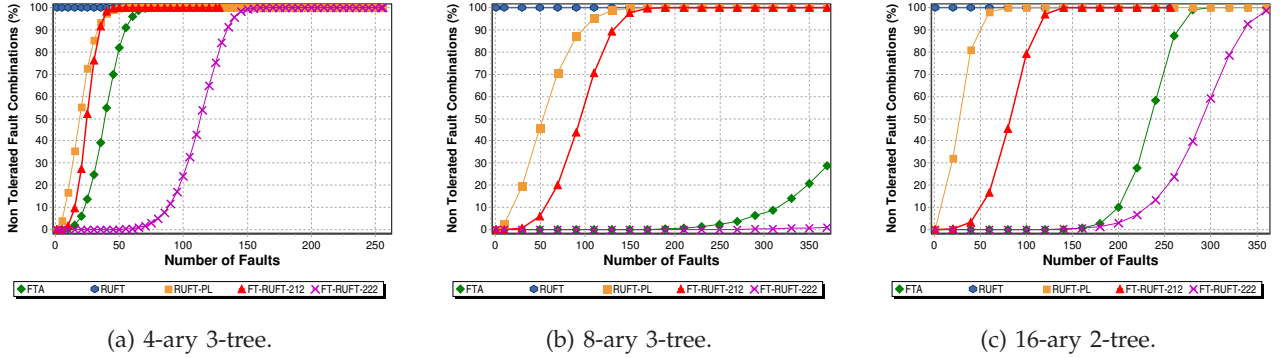 Non Tolerated Fault Combinations (%)
100
90
80
70
60
50
40
30
20
10
0
0 50 100 150 200 250
Number of Faults
FTA RUFT RUFT-PL FT-RUFT-212 FT-RUFT-222
(a) 4-ary 3-tree.
Non Tolerated Fault Combinations (%)
100
90
80
70
60
50
40
30
20
10
0
0 50 100 150 200 250 300 350
Number of Faults
FTA RUFT RUFT-PL FT-RUFT-212 FT-RUFT-222
(b) 8-ary 3-tree.
Non Tolerated Fault Combinations (%)
100
90
80
70
60
50
40
30
20
10
0
0 50 100 150 200 250 300 350
Number of Faults
FTA RUFT RUFT-PL FT-RUFT-212 FT-RUFT-222
(c) 16-ary 2-tree.